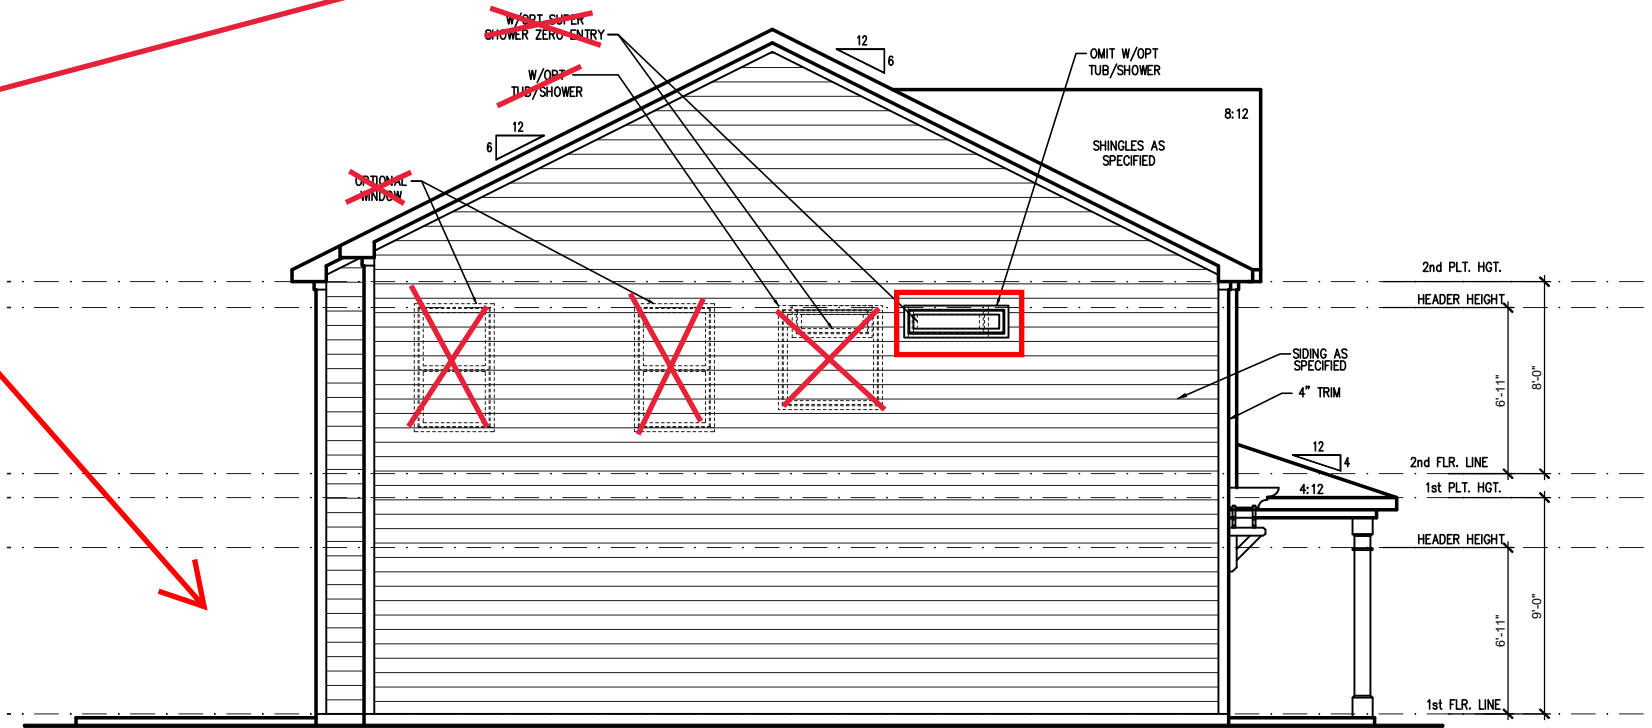 W/OPT SUPER
SHOWER ZERO ENTRY
W/OPT
TUB/SHOWER
12
6
OPTIONAL
WINDOW
12
6
OMIT W/OPT
TUB/SHOWER
8:12
SHINGLES AS
SPECIFIED
2nd PLT. HGT.
HEADER HEIGHT
SIDING AS
SPECIFIED
4" TRIM
6'-11"
8'-0"
12
4
4:12
2nd FLR. LINE
1st PLT. HGT.
HEADER HEIGHT
6'-11"
9'-0"
1st FLR. LINE